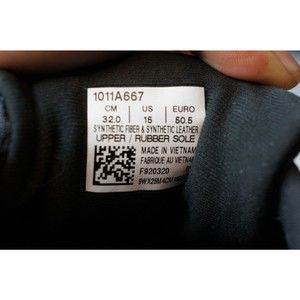 1011A667
CM US EURO
32.0 15 50.5
SYNTHETIC FIBER & SYNTHETIC LEATHER
UPPER / RUBBER SOLE
MADE IN VIETNAM
FABRIQUE AU VIETNAM
F920320